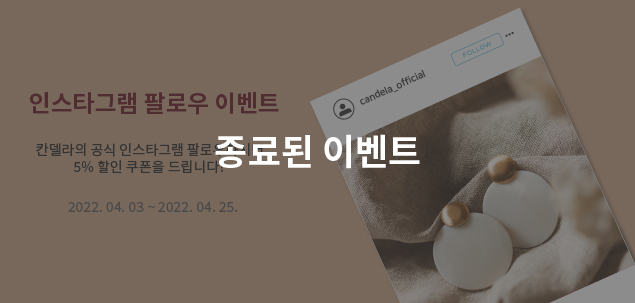 인스타그램 팔로우 이벤트
칸델라의 공식 인스타그램
5% 할인 쿠폰을 드립니다!
2022. 04. 03 ~ 2022. 04. 25.
종료된 이벤트
candela_official
FOLLOW